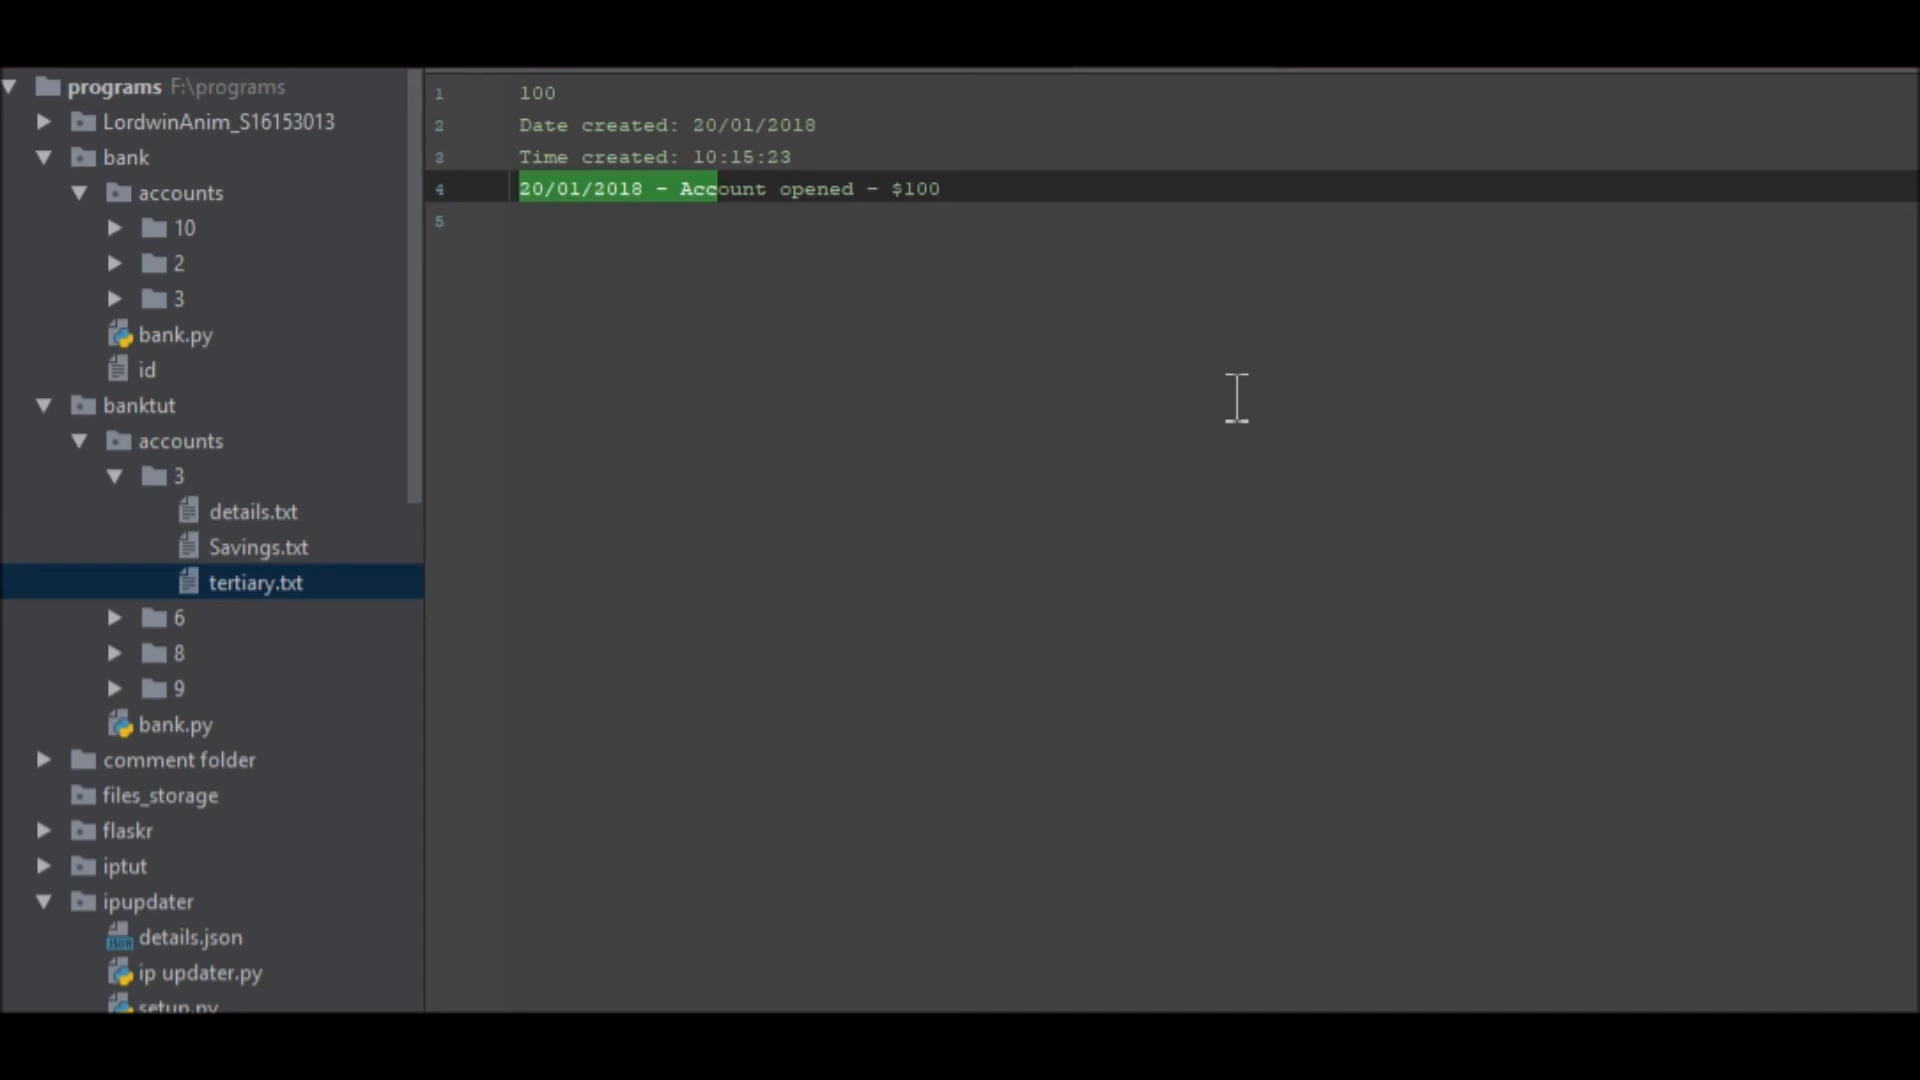 programs F:\programs
LordwinAnim_S16153013
bank
accounts
10
2
3
bank.py
id
banktut
accounts
3
details.txt
Savings.txt
tertiary.txt
6
8
9
bank.py
comment folder
files_storage
flaskr
iptut
ipupdater
details.json
JSON
ip updater.py
setup.py
1 100
2 Date created: 20/01/2018
3 Time created: 10:15:23
4 20/01/2018 - Account opened - $100
5